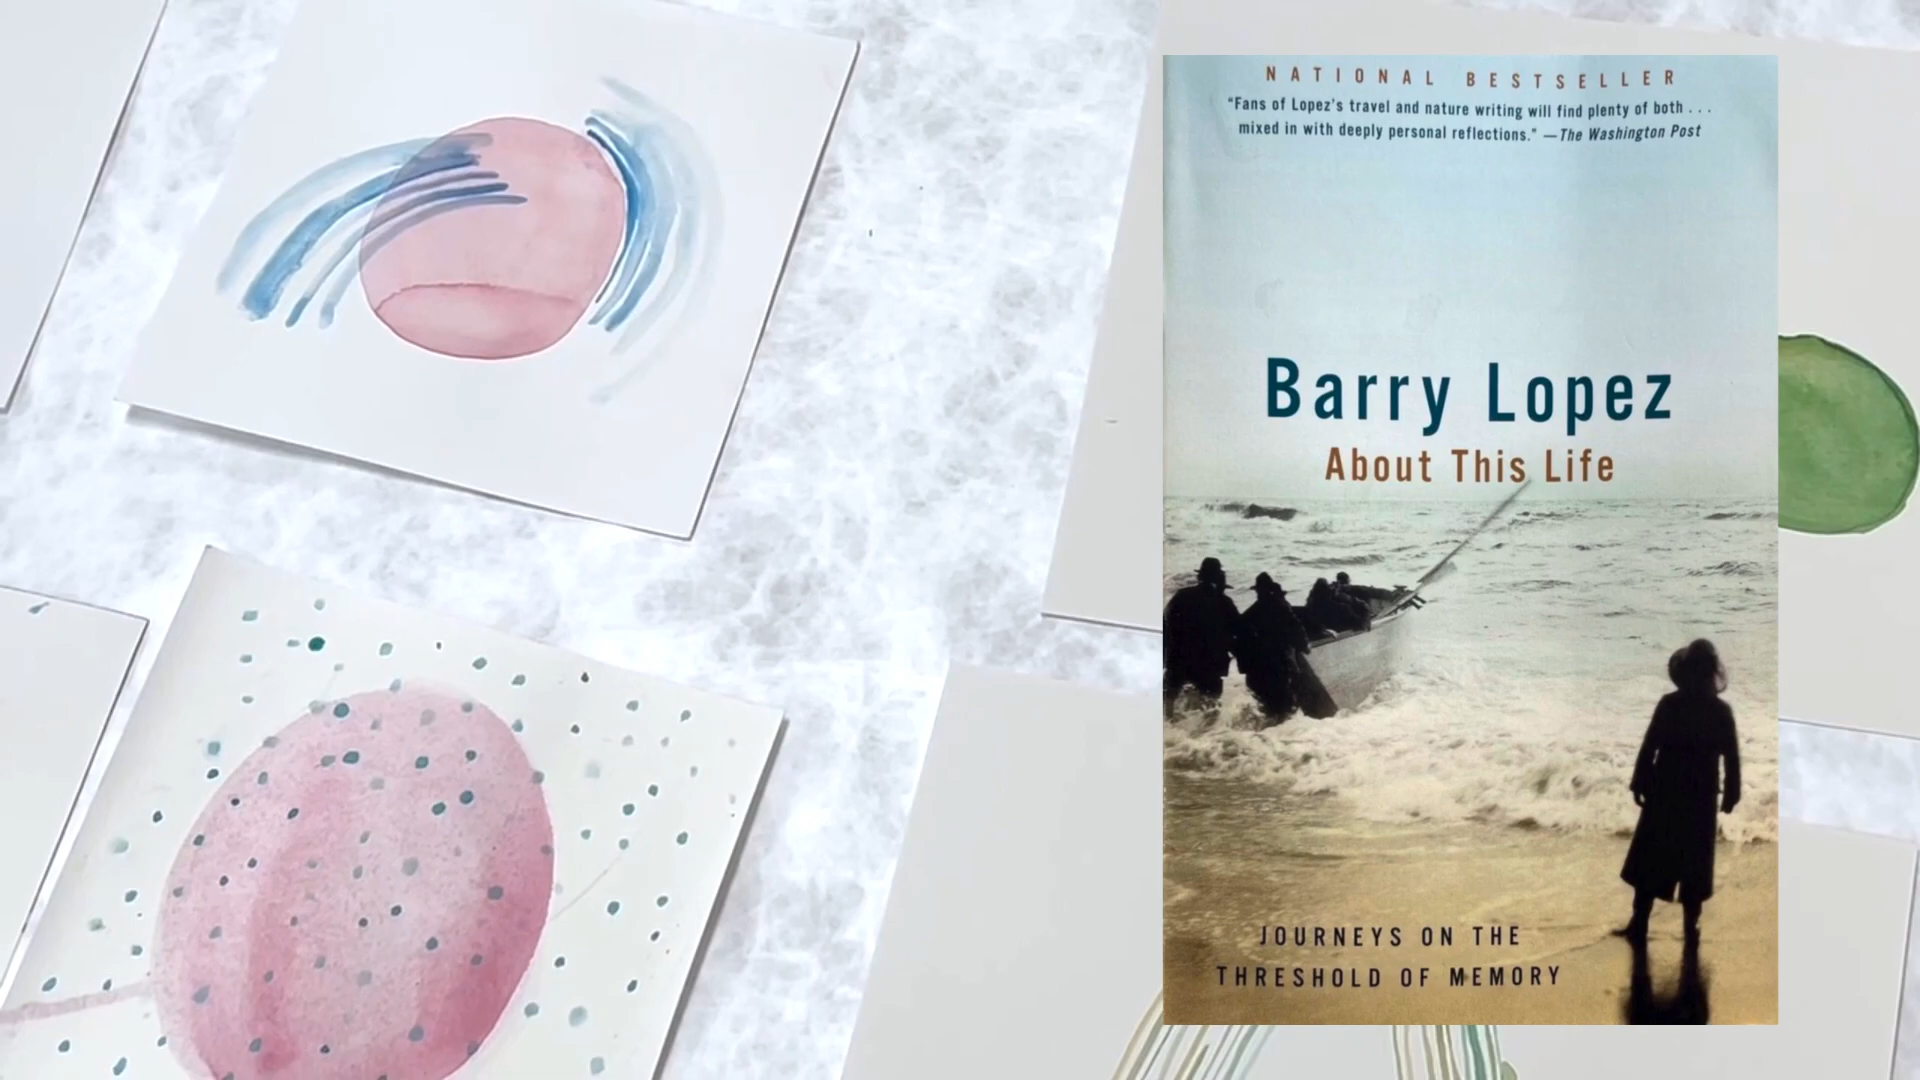 NATIONAL BESTSELLER
"Fans of Lopez's travel and nature writing will find plenty of both . . .
mixed in with deeply personal reflections." —The Washington Post
Barry Lopez
About This Life
JOURNEYS ON THE
THRESHOLD OF MEMORY